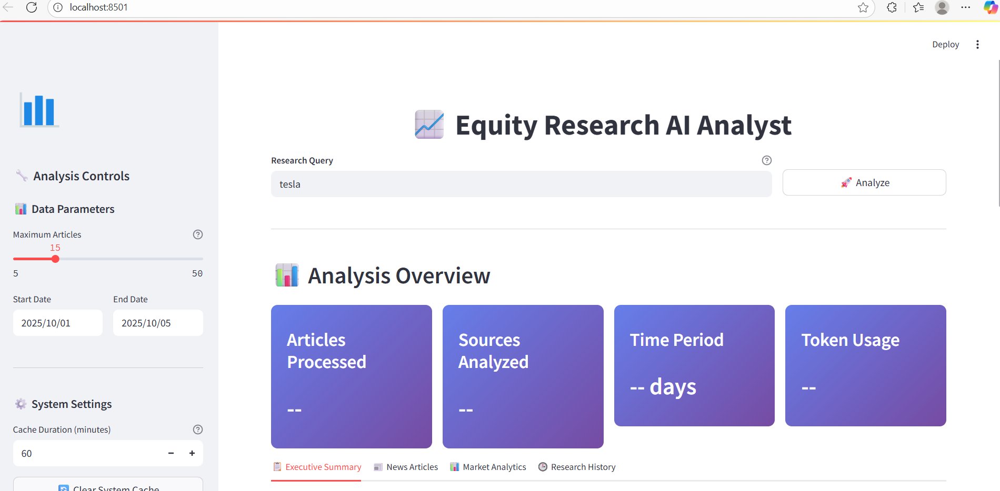 localhost:8501
Deploy
Analysis Controls
Data Parameters
Maximum Articles
15
5 50
Start Date End Date
2025/10/01 2025/10/05
System Settings
Cache Duration (minutes)
60
Clear System Cache
Equity Research AI Analyst
Research Query
tesla
Analyze
Analysis Overview
Articles
Processed
--
Sources
Analyzed
--
Time Period
-- days
Token Usage
--
Executive Summary News Articles Market Analytics Research History